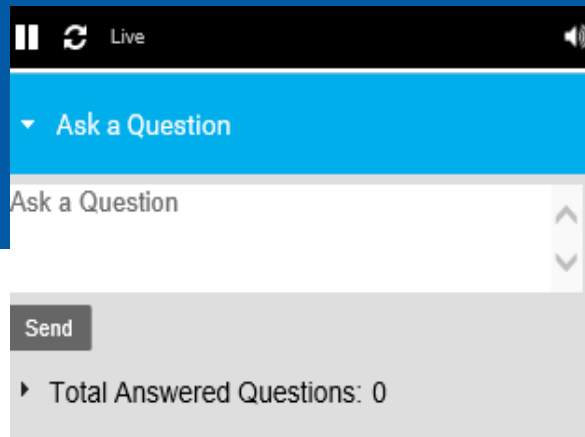 Live
Ask a Question
Ask a Question
Send
Total Answered Questions: 0